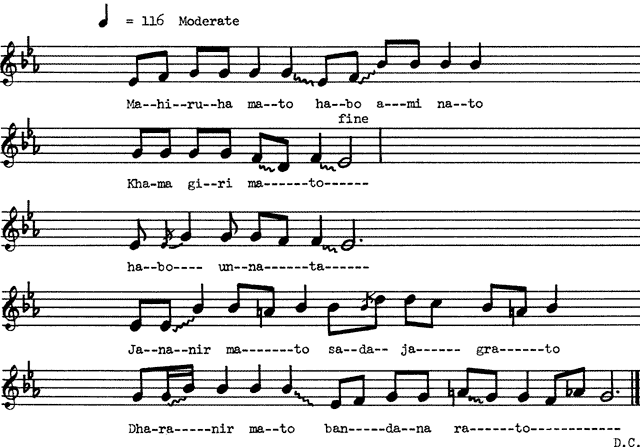 = 116 Moderate
Ma--hi--ru--ha ma--to ha--bo a---mi na--to
fine
Kha-ma gi--ri ma------to------
ha--bo---- un--na------ta------
Ja--na--nir ma-------to sa--da-- ja------ gra----to
Dha-ra-----nir ma--to ban-----da--na ra----to------------
D.C.